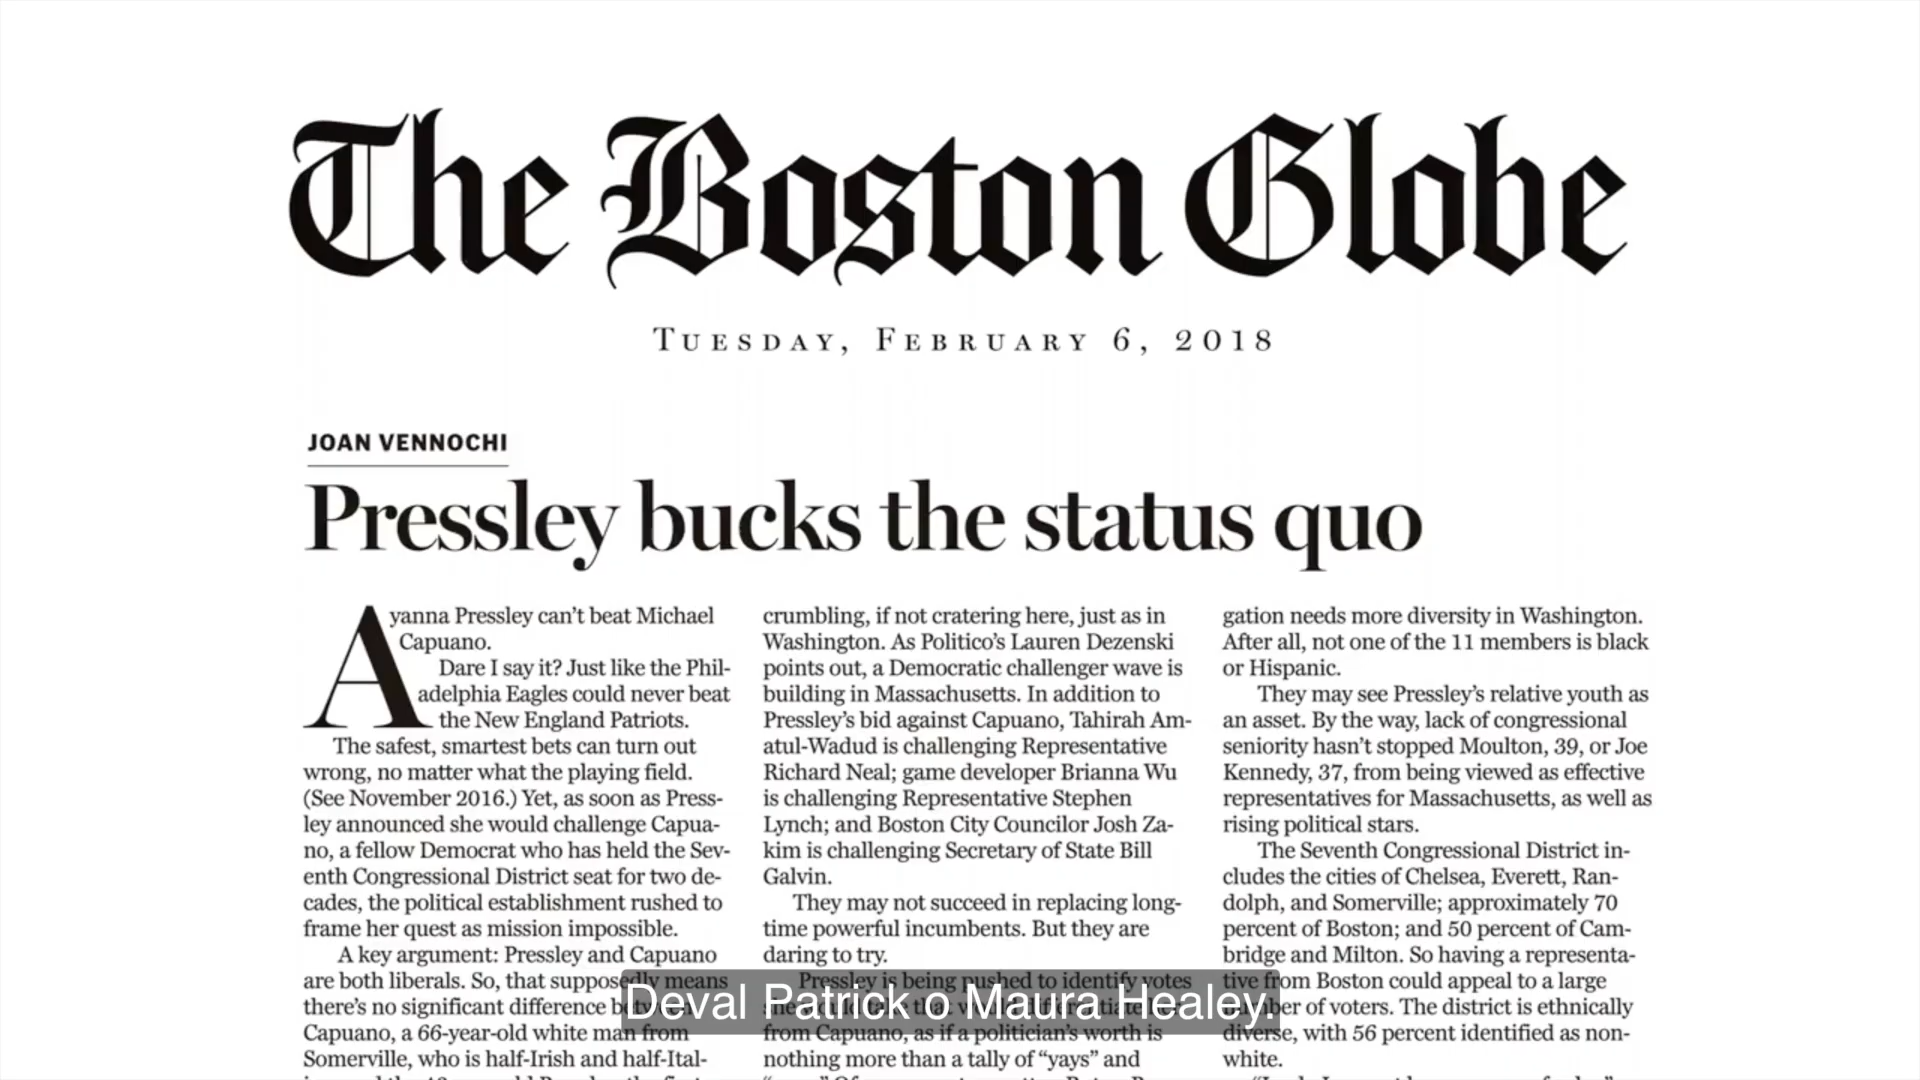 The Boston Globe
TUESDAY, FEBRUARY 6, 2018
JOAN VENNOCHI
Pressley bucks the status quo
Ayanna Pressley can't beat Michael
Capuano.
Dare I say it? Just like the Phil-
adelphia Eagles could never beat
the New England Patriots.
The safest, smartest bets can turn out
wrong, no matter what the playing field.
(See November 2016.) Yet, as soon as Press-
ley announced she would challenge Capua-
no, a fellow Democrat who has held the Sev-
enth Congressional District seat for two de-
cades, the political establishment rushed to
frame her quest as mission impossible.
A key argument: Pressley and Capuano
are both liberals. So, that supposedly means
there's no significant difference between
Capuano, a 66-year-old white man from
Somerville, who is half-Irish and half-Ital-
crumbling, if not cratering here, just as in
Washington. As Politico's Lauren Dezenski
points out, a Democratic challenger wave is
building in Massachusetts. In addition to
Pressley's bid against Capuano, Tahirah Am-
atul-Wadud is challenging Representative
Richard Neal; game developer Brianna Wu
is challenging Representative Stephen
Lynch; and Boston City Councilor Josh Za-
kim is challenging Secretary of State Bill
Galvin.
They may not succeed in replacing long-
time powerful incumbents. But they are
daring to try.
Pressley is being pushed to identify votes
she would take that would differentiate her
from Capuano, as if a politician's worth is
nothing more than a tally of “yays” and
gation needs more diversity in Washington.
After all, not one of the 11 members is black
or Hispanic.
They may see Pressley's relative youth as
an asset. By the way, lack of congressional
seniority hasn't stopped Moulton, 39, or Joe
Kennedy, 37, from being viewed as effective
representatives for Massachusetts, as well as
rising political stars.
The Seventh Congressional District in-
cludes the cities of Chelsea, Everett, Ran-
dolph, and Somerville; approximately 70
percent of Boston; and 50 percent of Cam-
bridge and Milton. So having a representa-
tive from Boston could appeal to a large
number of voters. The district is ethnically
diverse, with 56 percent identified as non-
white.
Deval Patrick o Maura Healey.